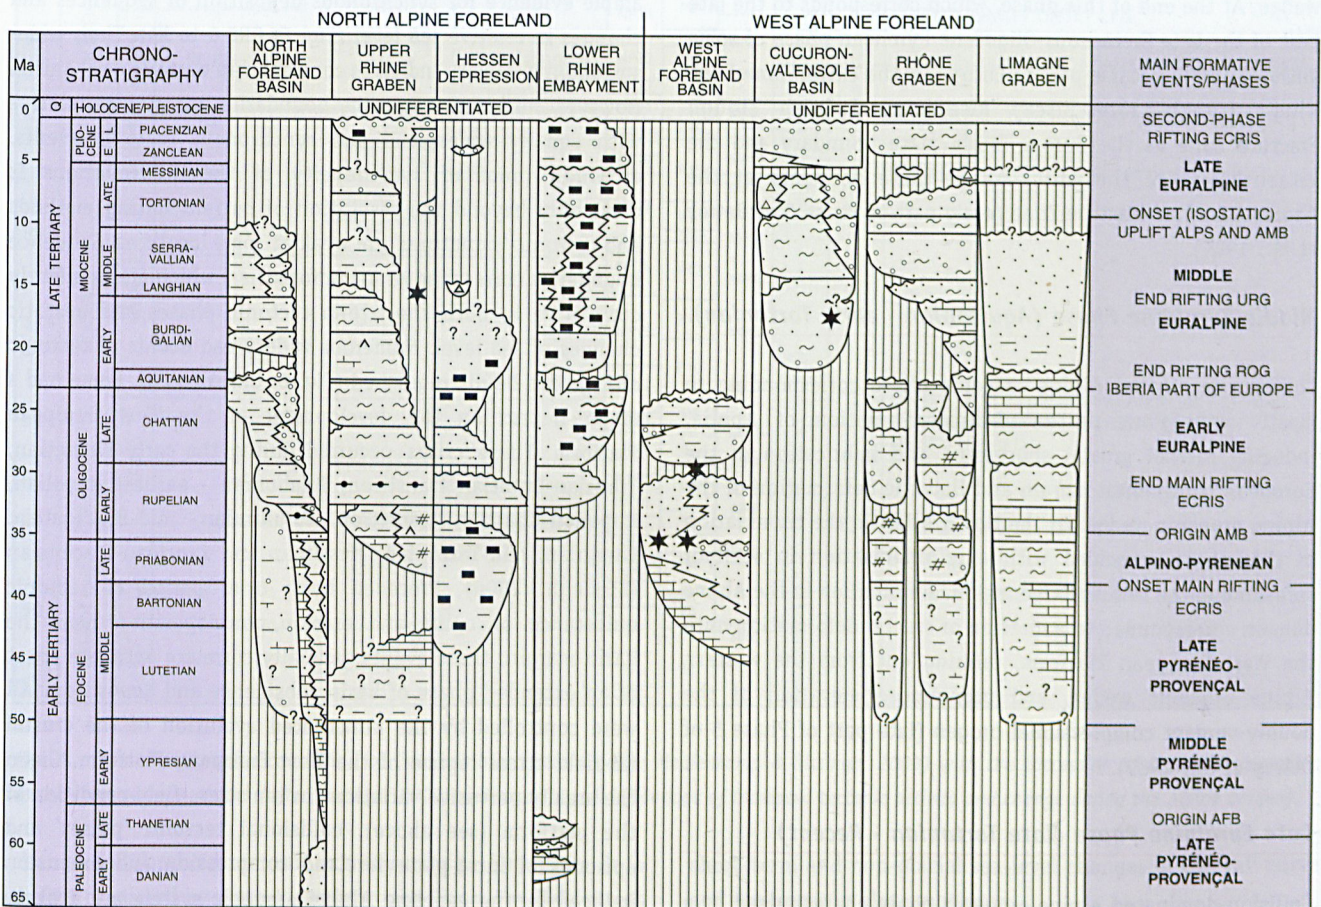 NORTH ALPINE FORELAND
WEST ALPINE FORELAND
Ma
CHRONO-
STRATIGRAPHY
NORTH
ALPINE
FORELAND
BASIN
UPPER
RHINE
GRABEN
HESSEN
DEPRESSION
LOWER
RHINE
EMBAYMENT
WEST
ALPINE
FORELAND
BASIN
CUCURON-
VALENSOLE
BASIN
RHÔNE
GRABEN
LIMAGNE
GRABEN
MAIN FORMATIVE
EVENTS/PHASES
0
5
10
15
20
25
30
35
40
45
50
55
60
65
Q
LATE TERTIARY
EARLY TERTIARY
PLIO-
CENE
MIOCENE
OLIGOCENE
EOCENE
PALEOCENE
L
E
LATE
MIDDLE
EARLY
LATE
EARLY
LATE
MIDDLE
EARLY
LATE
EARLY
HOLOCENE/PLEISTOCENE
PIACENZIAN
ZANCLEAN
MESSINIAN
TORTONIAN
SERRA-
VALLIAN
LANGHIAN
BURDI-
GALIAN
AQUITANIAN
CHATTIAN
RUPELIAN
PRIABONIAN
BARTONIAN
LUTETIAN
YPRESIAN
THANETIAN
DANIAN
UNDIFFERENTIATED
UNDIFFERENTIATED
SECOND-PHASE
RIFTING ECRIS
LATE
EURALPINE
ONSET (ISOSTATIC)
UPLIFT ALPS AND AMB
MIDDLE
END RIFTING URG
EURALPINE
END RIFTING ROG
IBERIA PART OF EUROPE
EARLY
EURALPINE
END MAIN RIFTING
ECRIS
ORIGIN AMB
ALPINO-PYRENEAN
ONSET MAIN RIFTING
ECRIS
LATE
PYRÉNÉO-
PROVENÇAL
MIDDLE
PYRÉNÉO-
PROVENÇAL
ORIGIN AFB
LATE
PYRÉNÉO-
PROVENÇAL